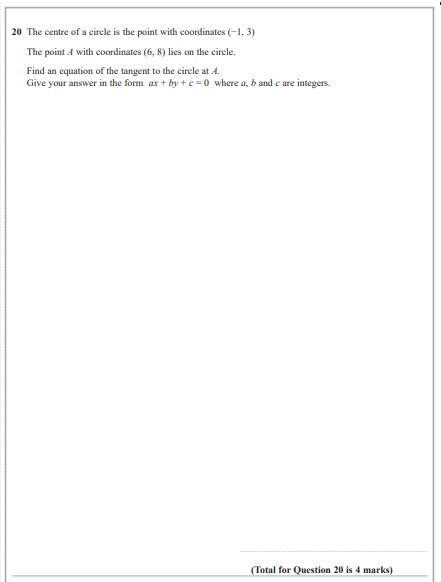 20 The centre of a circle is the point with coordinates (−1, 3)
The point A with coordinates (6, 8) lies on the circle.
Find an equation of the tangent to the circle at A.
Give your answer in the form ax + by + c = 0 where a, b and c are integers.
(Total for Question 20 is 4 marks)